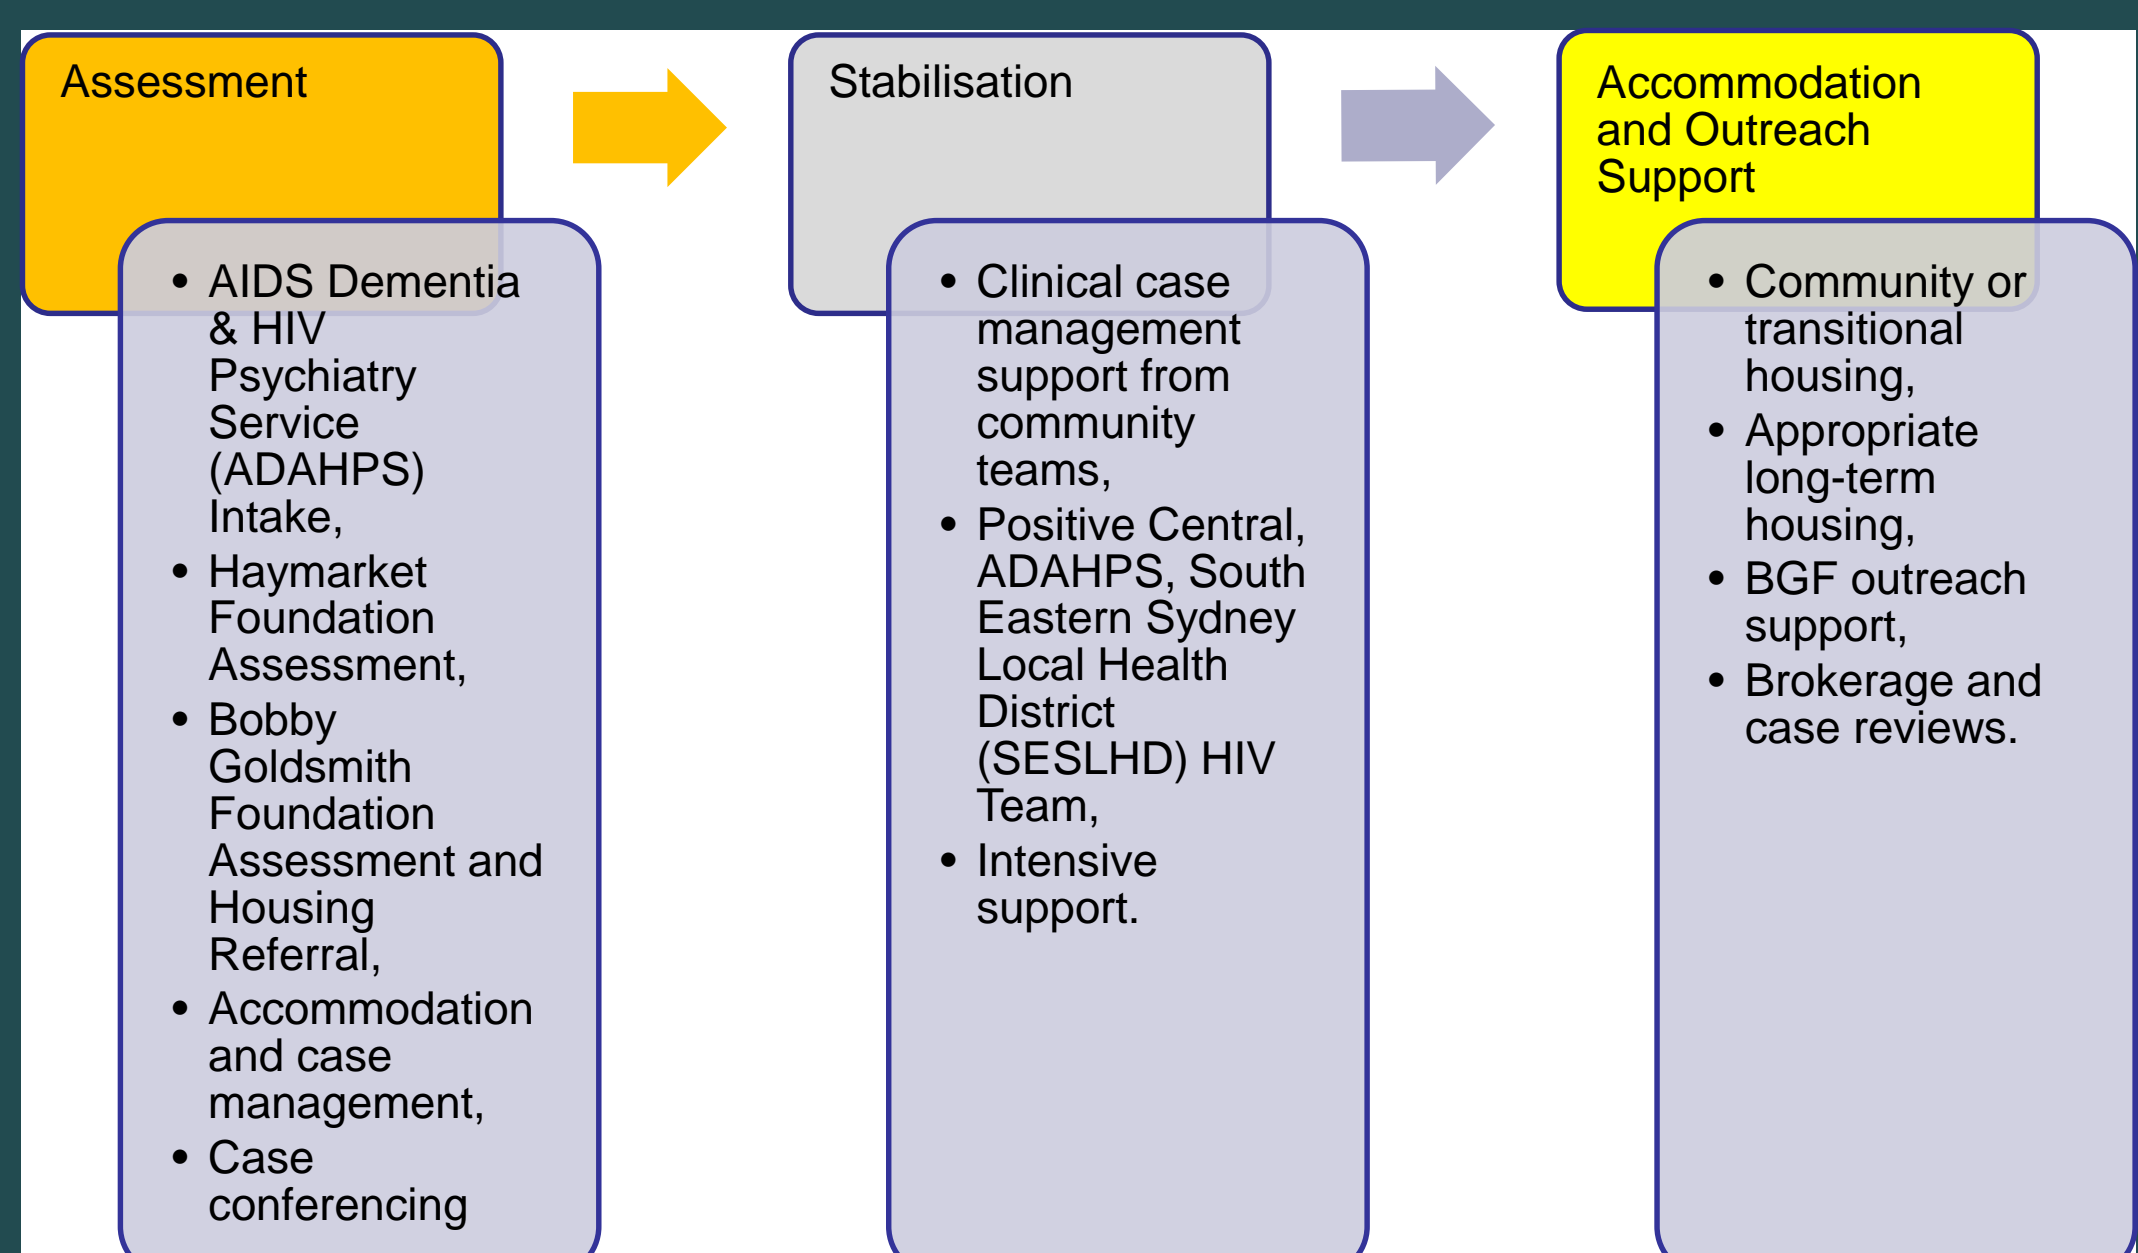 Assessment
• AIDS Dementia
& HIV
Psychiatry
Service
(ADAHPS)
Intake,
• Haymarket
Foundation
Assessment,
• Bobby
Goldsmith
Foundation
Assessment and
Housing
Referral,
• Accommodation
and case
management,
• Case
conferencing
Stabilisation
• Clinical case
management
support from
community
teams,
• Positive Central,
ADAHPS, South
Eastern Sydney
Local Health
District
(SESLHD) HIV
Team,
• Intensive
support.
Accommodation
and Outreach
Support
• Community or
transitional
housing,
• Appropriate
long-term
housing,
• BGF outreach
support,
• Brokerage and
case reviews.